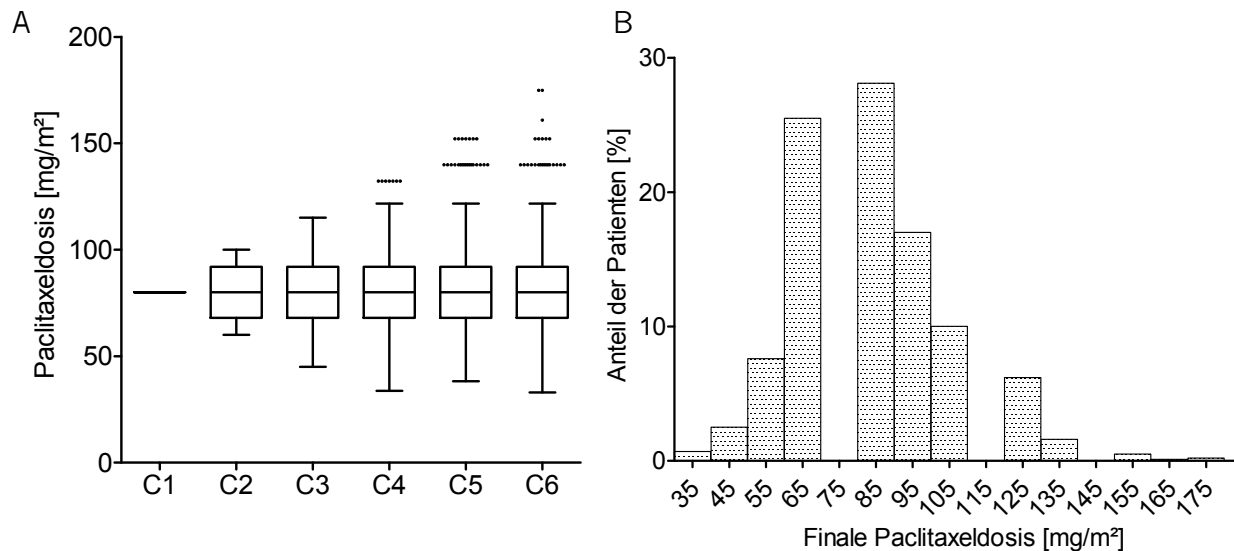 A
Paclitaxeldosis [mg/m²]
200
150
100
50
0
C1 C2 C3 C4 C5 C6
B
Anteil der Patienten [%]
30
20
10
0
35 45 55 65 75 85 95 105 115 125 135 145 155 165 175
Finale Paclitaxeldosis [mg/m²]